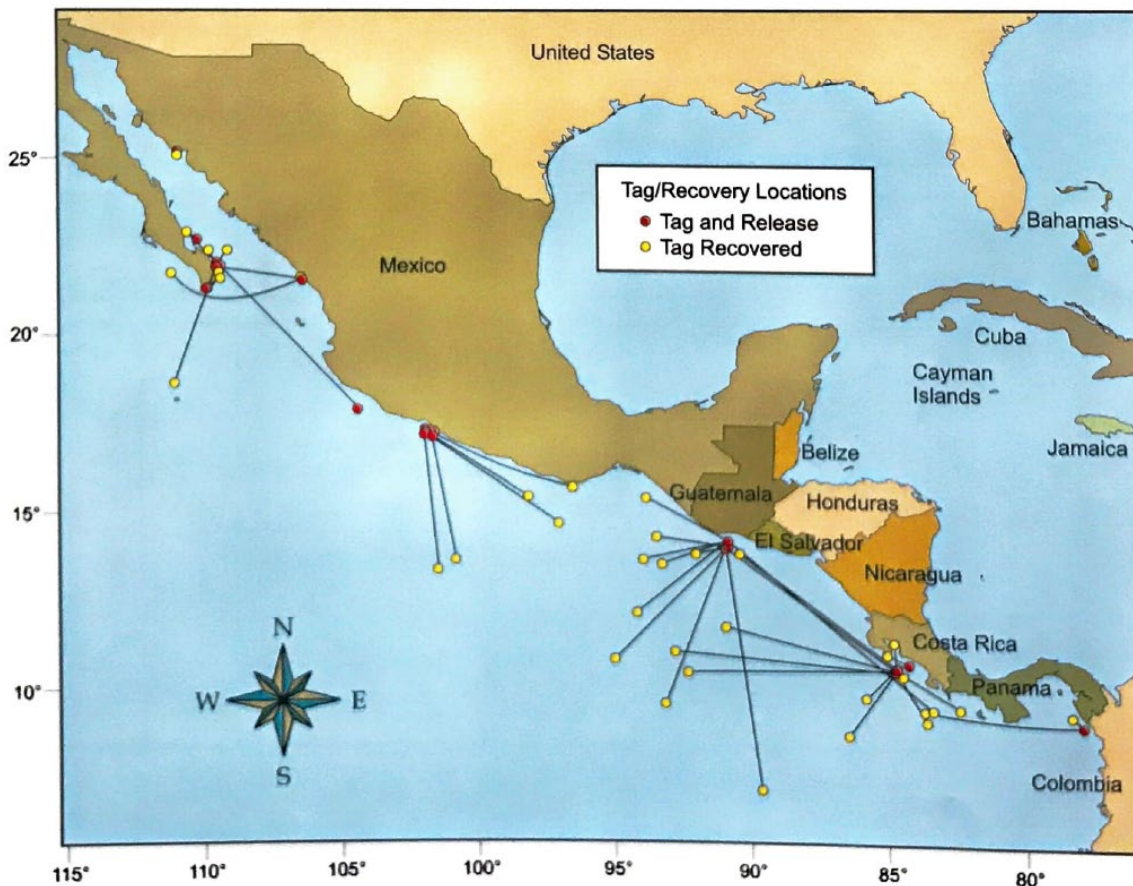 United States
25°
Tag/Recovery Locations
Tag and Release
Tag Recovered
Bahamas
Mexico
20°
Cuba
Cayman
Islands
Jamaica
Belize
Guatemala
Honduras
15°
El Salvador
Nicaragua
N
Costa Rica
10°
W
E
Panama
S
Colombia
115°
110°
105°
100°
95°
90°
85°
80°